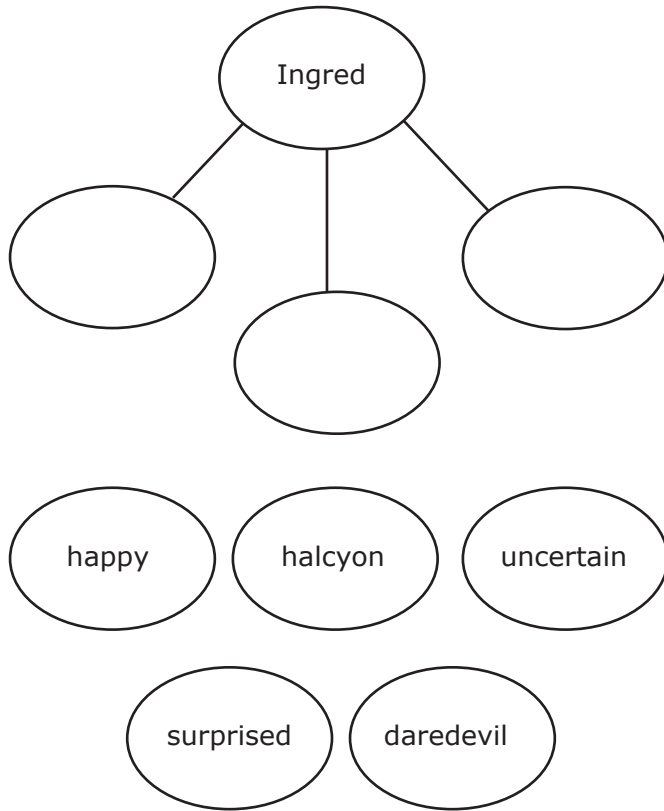 Ingred
happy
halcyon
uncertain
surprised
daredevil